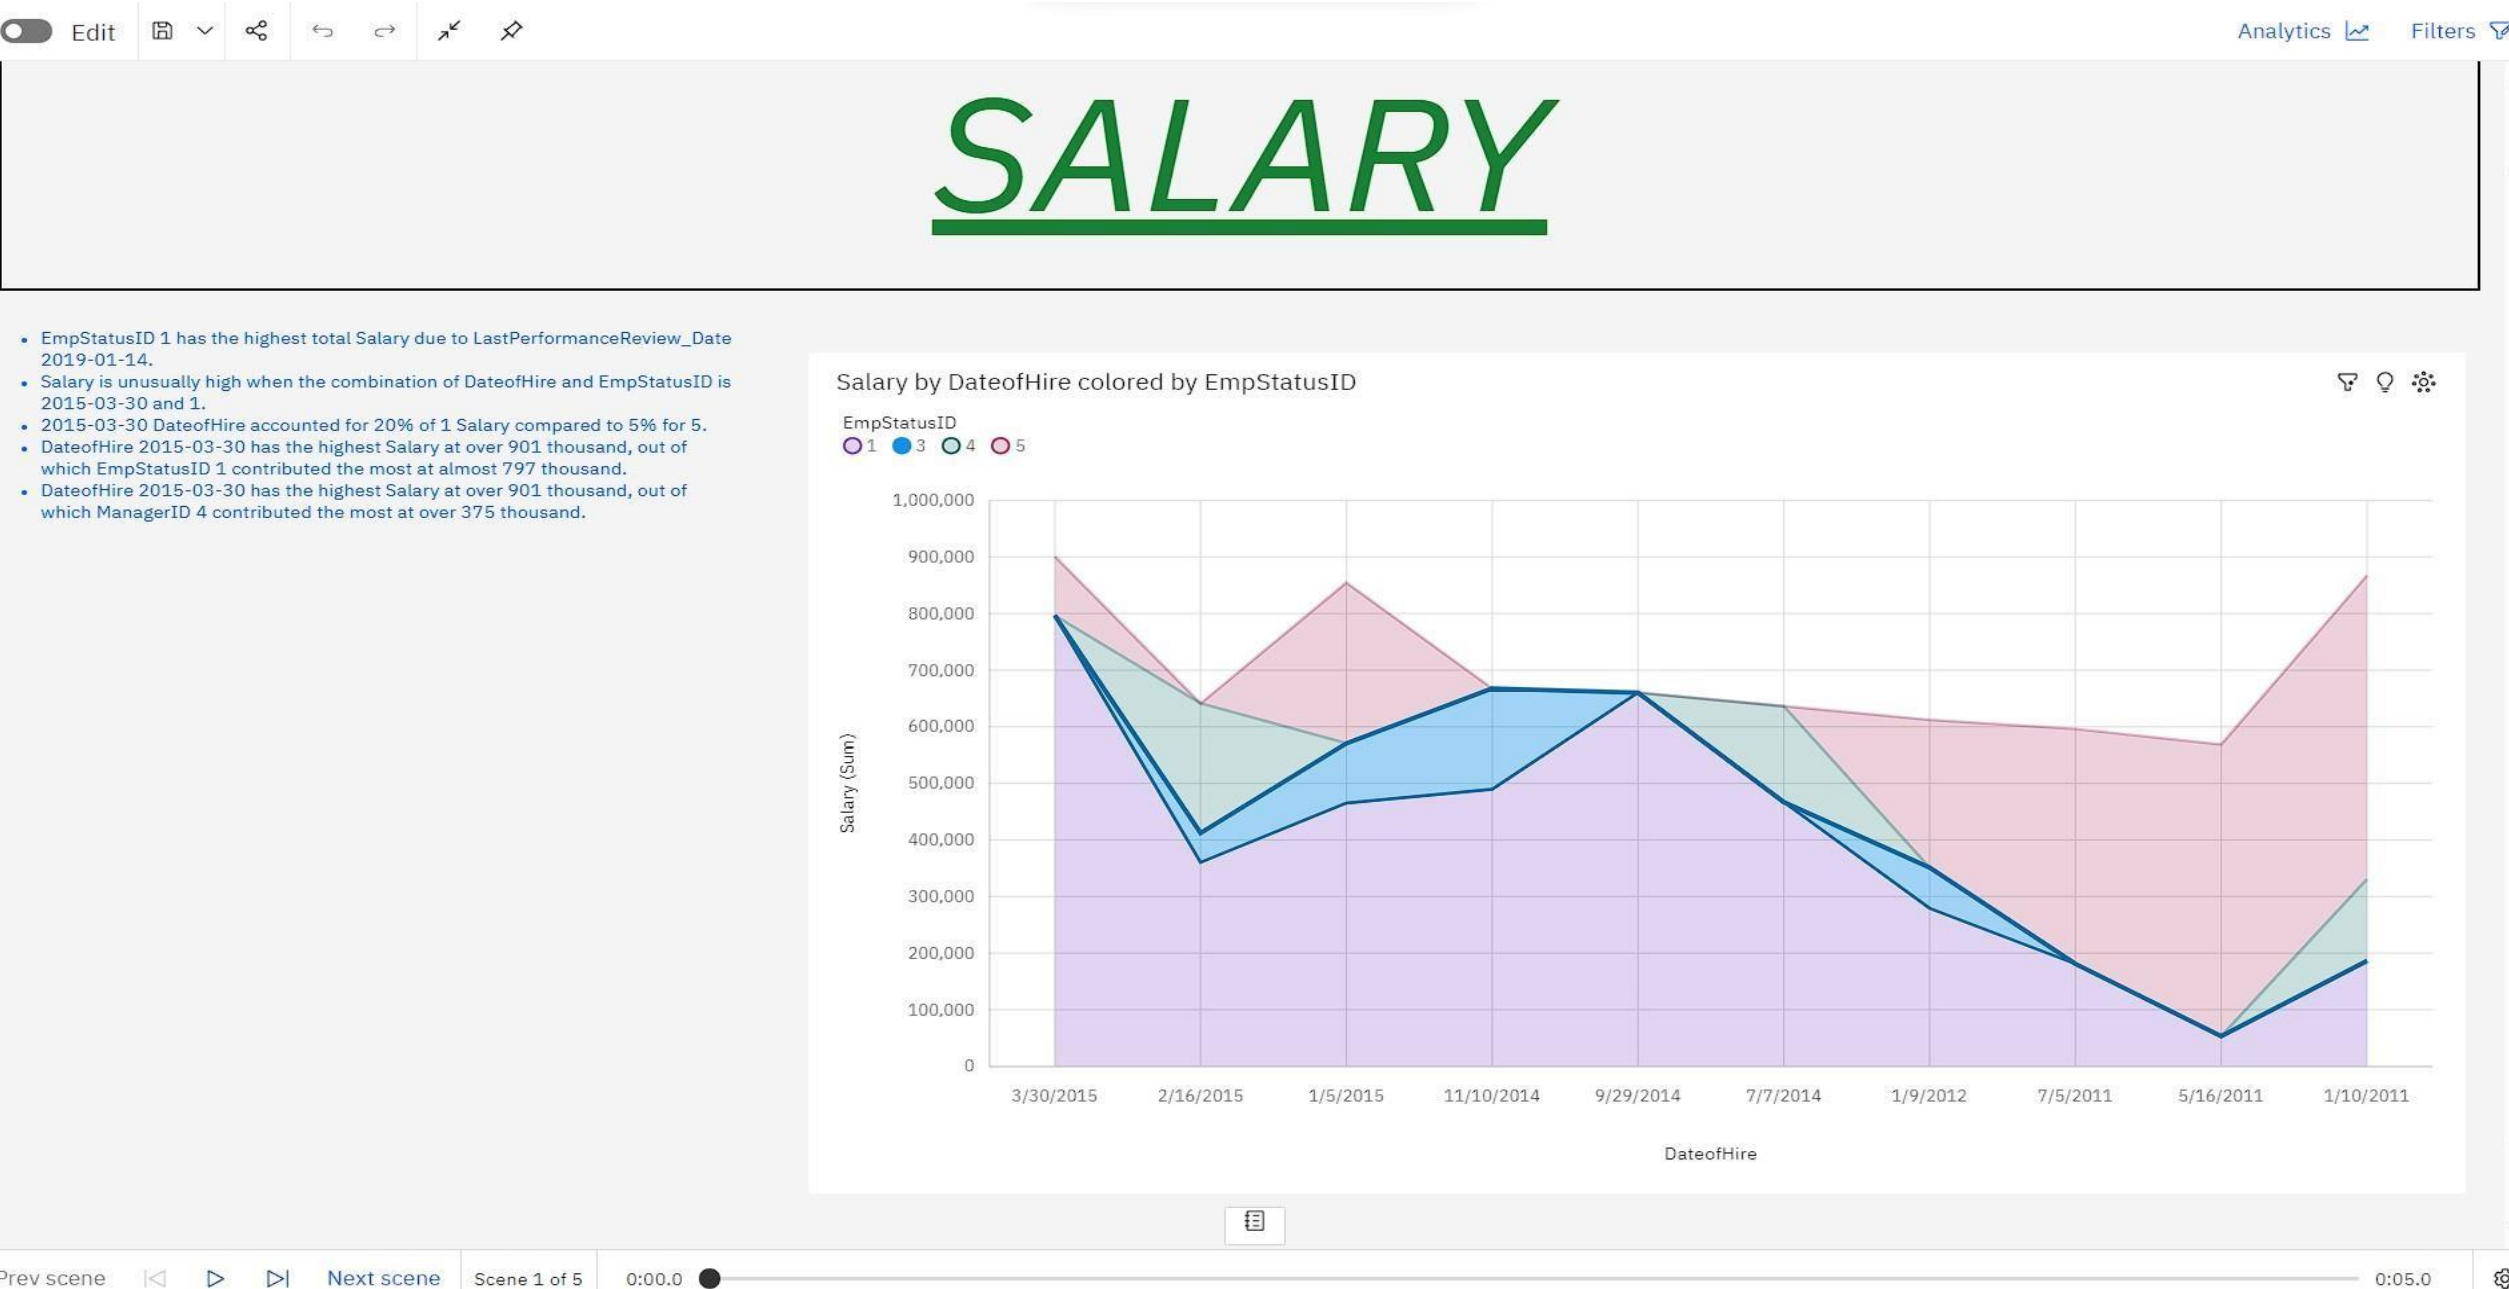 Edit
Analytics
Filters
SALARY
• EmpStatusID 1 has the highest total Salary due to LastPerformanceReview_Date
2019-01-14.
• Salary is unusually high when the combination of DateofHire and EmpStatusID is
2015-03-30 and 1.
• 2015-03-30 DateofHire accounted for 20% of 1 Salary compared to 5% for 5.
• DateofHire 2015-03-30 has the highest Salary at over 901 thousand, out of
which EmpStatusID 1 contributed the most at almost 797 thousand.
• DateofHire 2015-03-30 has the highest Salary at over 901 thousand, out of
which ManagerID 4 contributed the most at over 375 thousand.
Salary by DateofHire colored by EmpStatusID
EmpStatusID
1 3 4 5
1,000,000
900,000
800,000
700,000
600,000
500,000
400,000
300,000
200,000
100,000
0
Salary (Sum)
3/30/2015 2/16/2015 1/5/2015 11/10/2014 9/29/2014 7/7/2014 1/9/2012 7/5/2011 5/16/2011 1/10/2011
DateofHire
Prev scene Next scene Scene 1 of 5 0:00.0 0:05.0